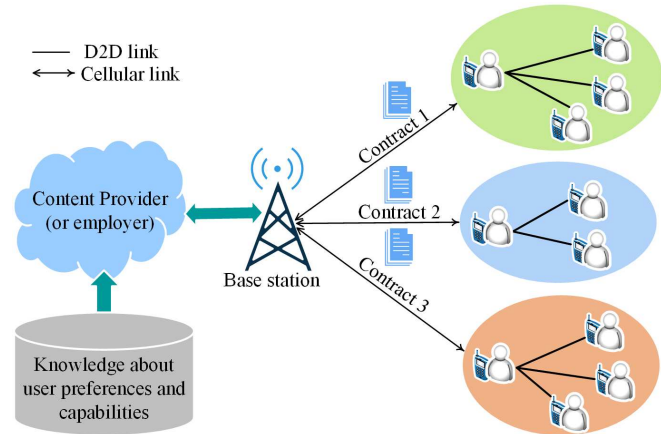 D2D link
Cellular link
Contract 1
Content Provider
(or employer)
Contract 2
Base station
Contract 3
Knowledge about
user preferences and
capabilities